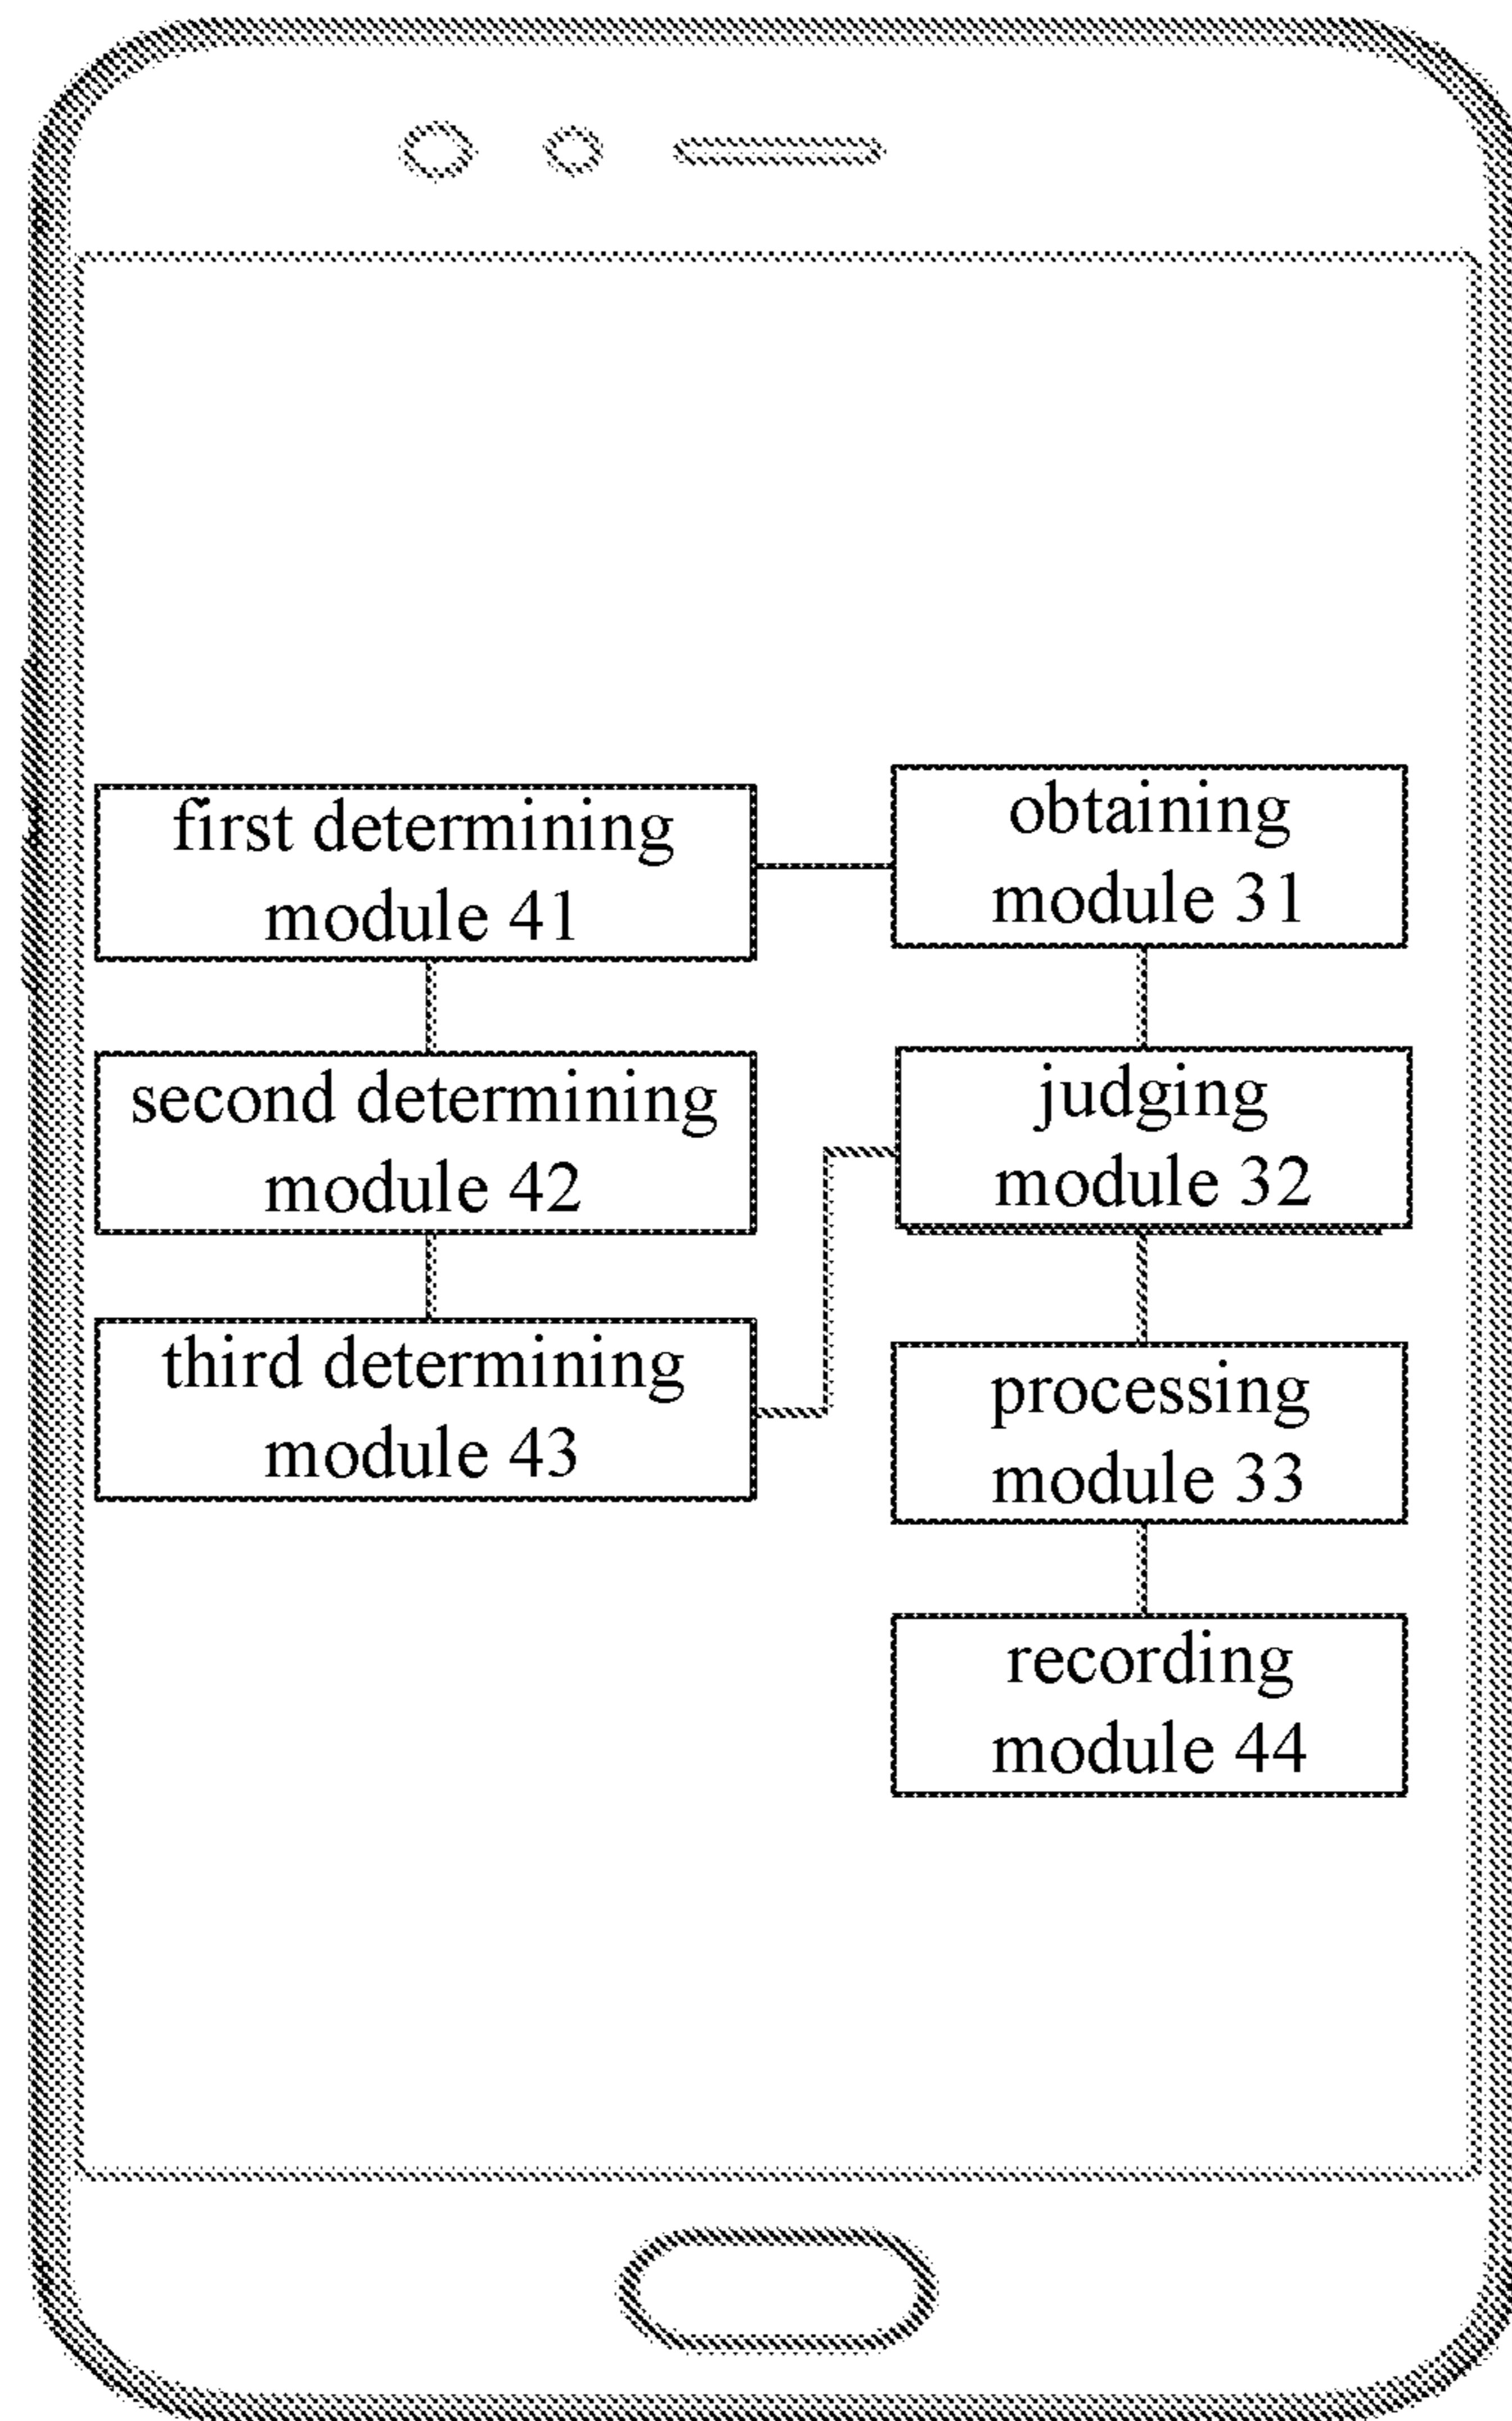 first determining
module 41
second determining
module 42
third determining
module 43
obtaining
module 31
judging
module 32
processing
module 33
recording
module 44